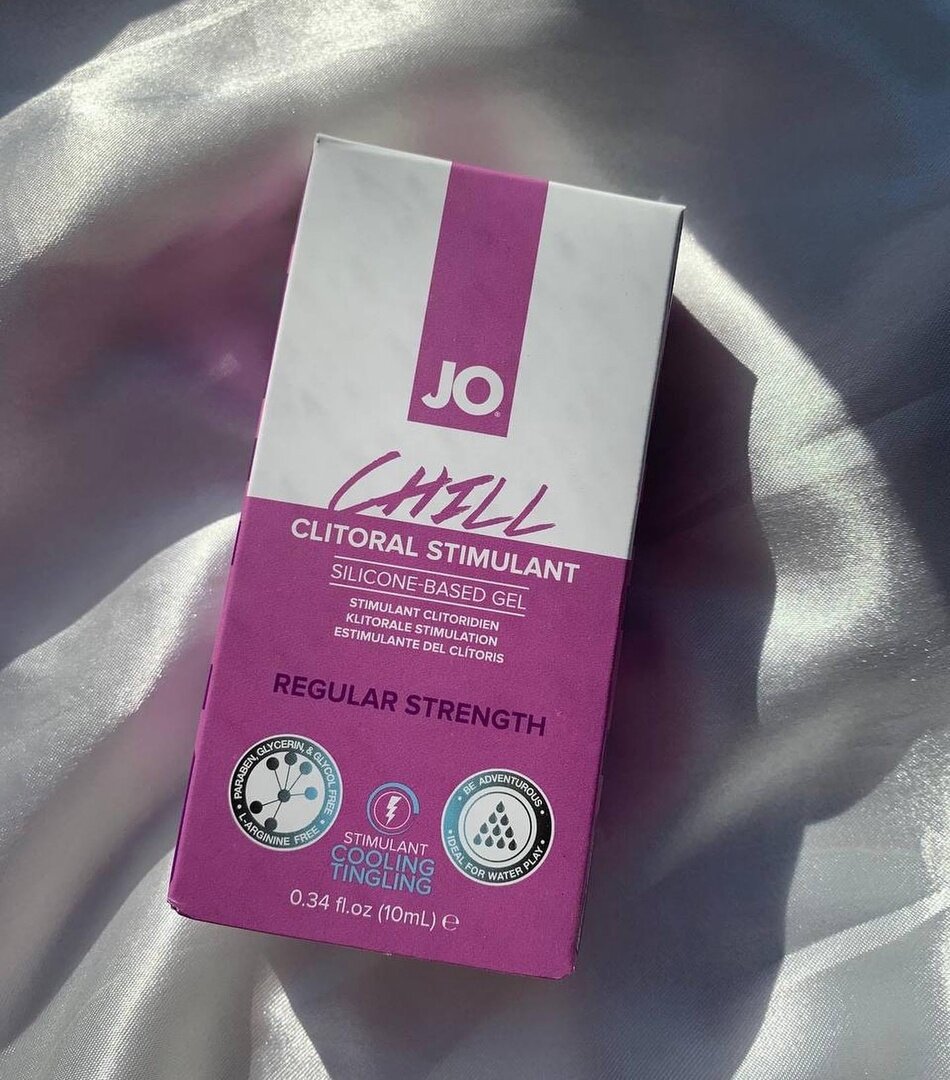 JO®
CHILL
CLITORAL STIMULANT
SILICONE-BASED GEL
STIMULANT CLITORIDIEN
KLITORALE STIMULATION
ESTIMULANTE DEL CLÍTORIS
REGULAR STRENGTH
PARABEN, GLYCERIN, & GLYCOL FREE
• L-ARGININE FREE •
STIMULANT
COOLING
TINGLING
• BE ADVENTUROUS •
IDEAL FOR WATER PLAY
0.34 fl.oz (10mL) ℮